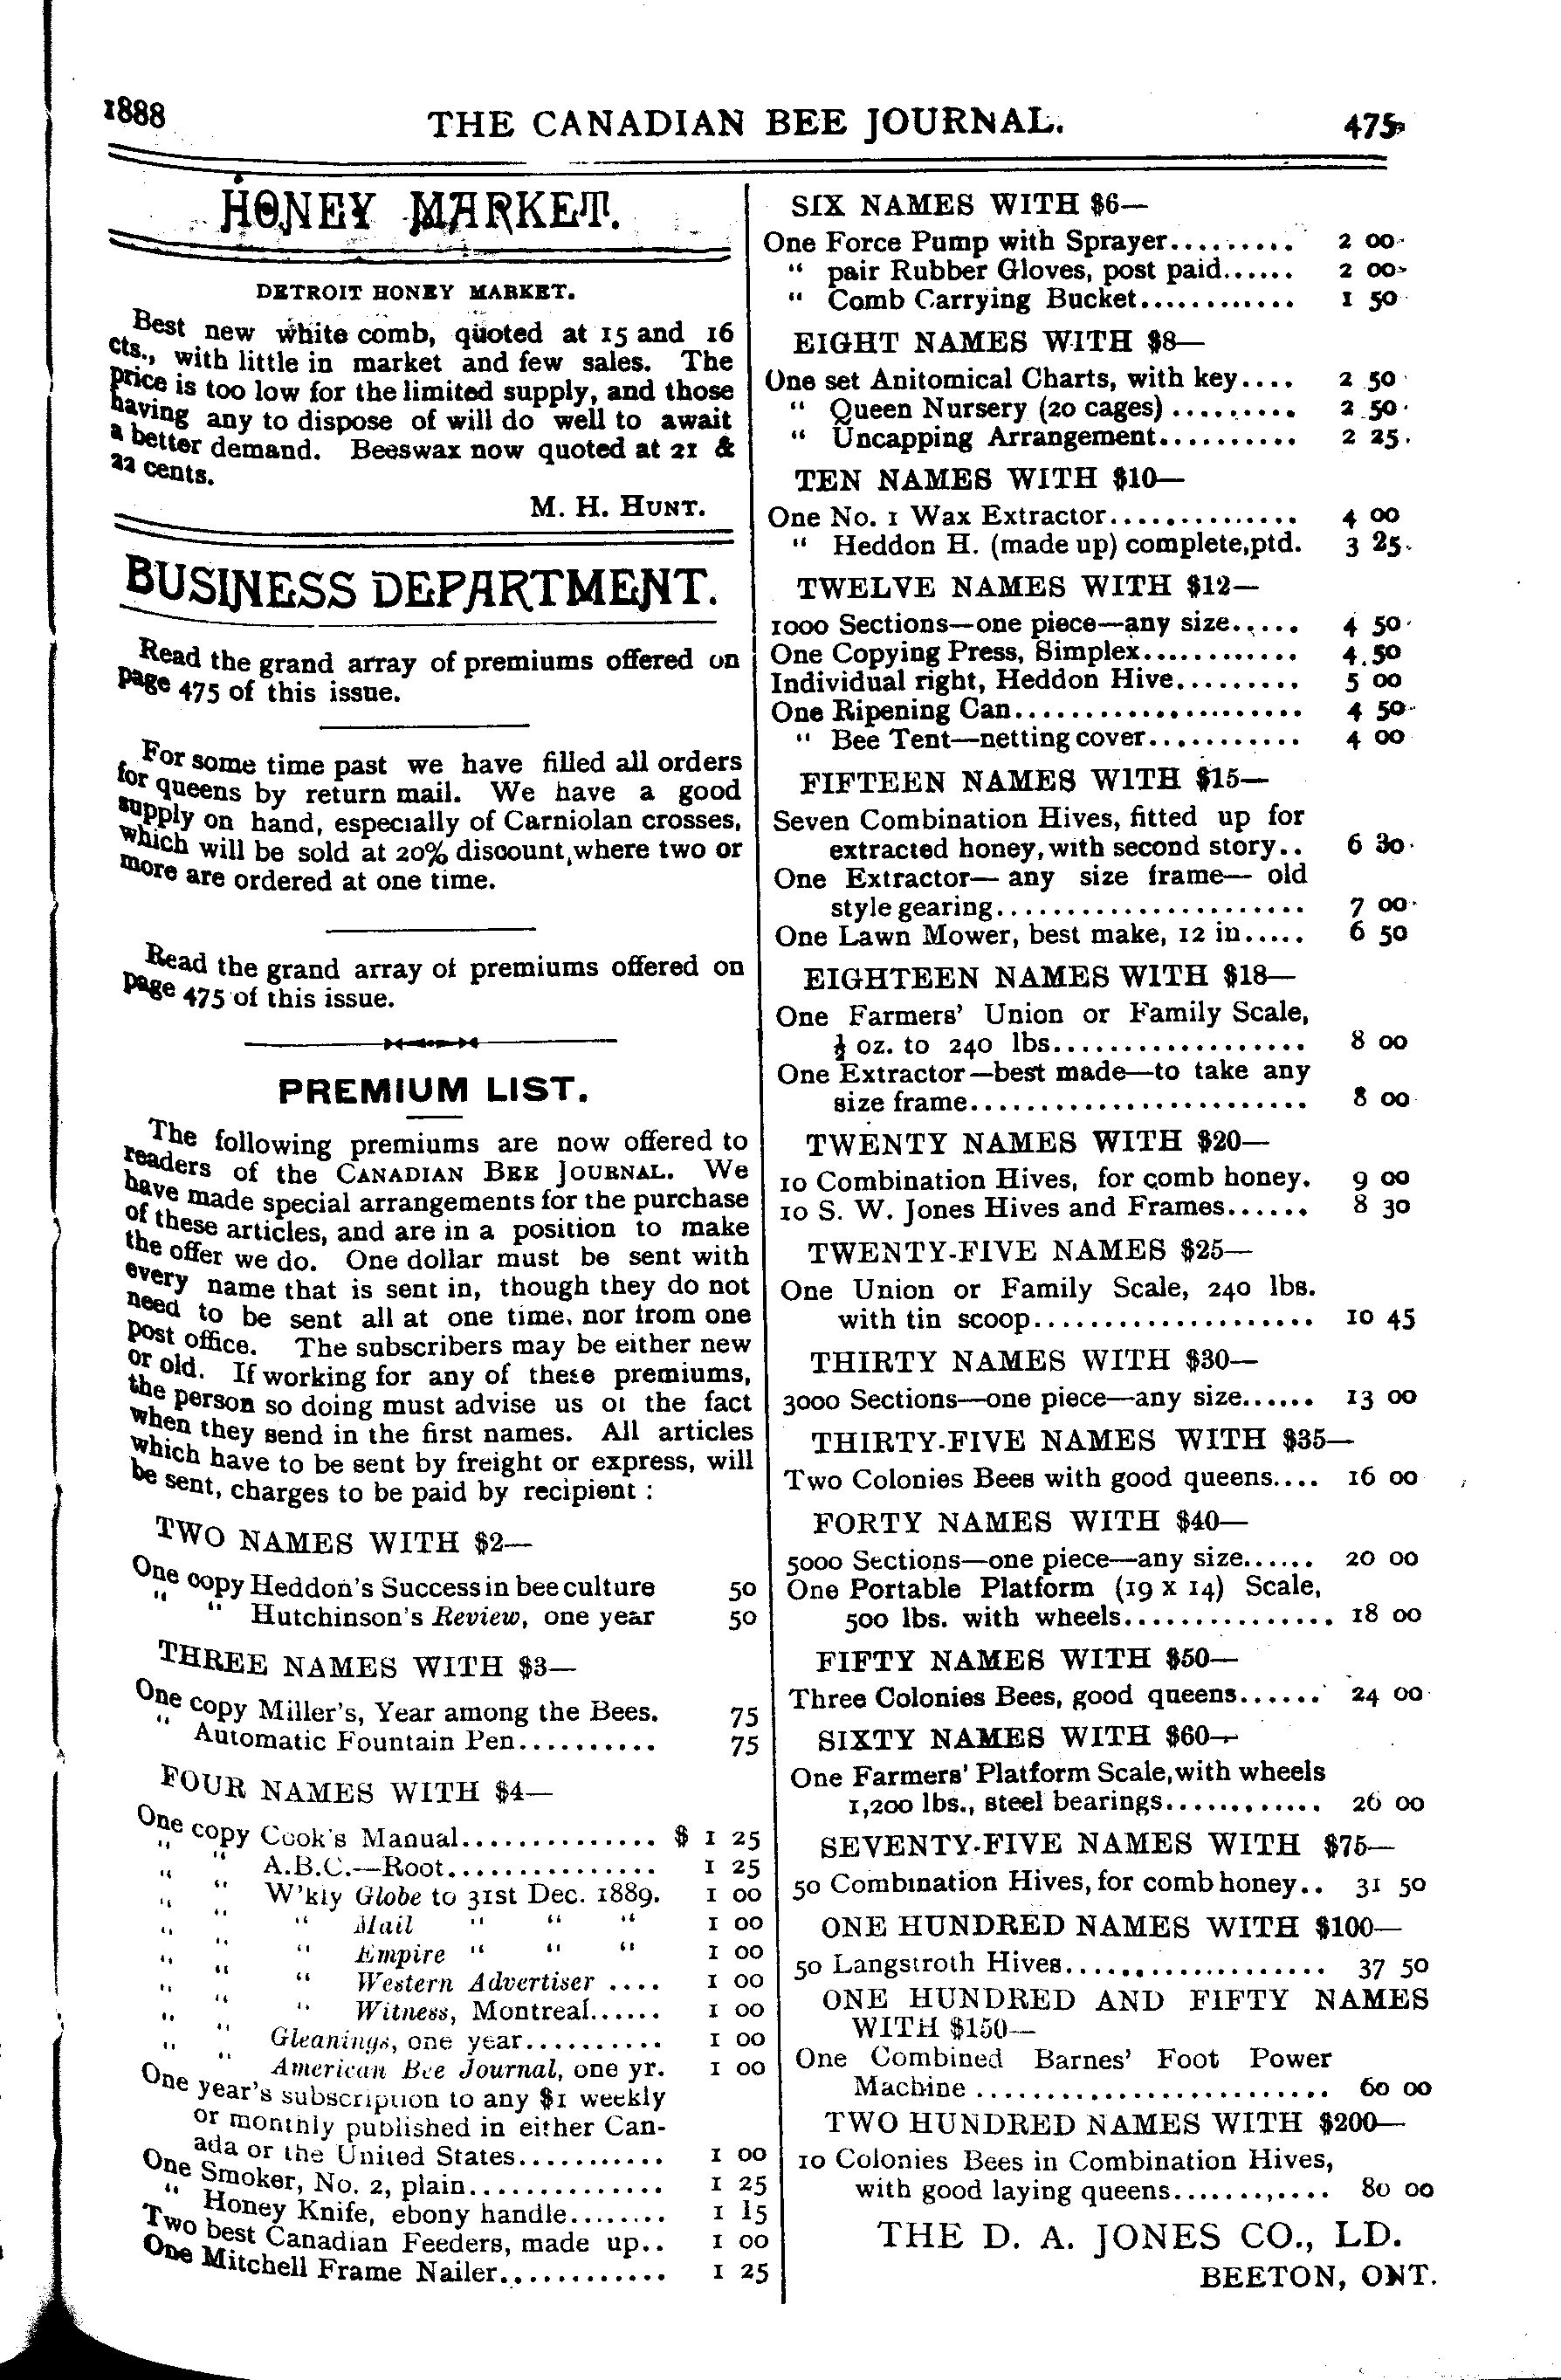 1888
THE CANADIAN BEE JOURNAL.
475
HONEY MARKET.
DETROIT HONEY MARKET.
Best new white comb, quoted at 15 and 16
cts., with little in market and few sales. The
price is too low for the limited supply, and those
having any to dispose of will do well to await
a better demand. Beeswax now quoted at 21 &
22 cents.
M. H. HUNT.
BUSINESS DEPARTMENT.
Read the grand array of premiums offered on
page 475 of this issue.
For some time past we have filled all orders
for queens by return mail. We have a good
supply on hand, especially of Carniolan crosses,
which will be sold at 20% discount, where two or
more are ordered at one time.
Read the grand array of premiums offered on
page 475 of this issue.
PREMIUM LIST.
The following premiums are now offered to
readers of the CANADIAN BEE JOURNAL. We
have made special arrangements for the purchase
of these articles, and are in a position to make
the offer we do. One dollar must be sent with
every name that is sent in, though they do not
need to be sent all at one time, nor from one
post office. The subscribers may be either new
or old. If working for any of these premiums,
the person so doing must advise us of the fact
when they send in the first names. All articles
which have to be sent by freight or express, will
be sent, charges to be paid by recipient :
TWO NAMES WITH $2—
One copy Heddon's Success in bee culture 50
" " Hutchinson's Review, one year 50
THREE NAMES WITH $3—
One copy Miller's, Year among the Bees. 75
" Automatic Fountain Pen.......... 75
FOUR NAMES WITH $4—
One copy Cook's Manual.............. $ 1 25
" " A.B.C.—Root............... 1 25
" " W'kly Globe to 31st Dec. 1889. 1 00
" " " Mail " " " 1 00
" " " Empire " " " 1 00
" " " Western Advertiser .... 1 00
" " " Witness, Montreal...... 1 00
" " Gleanings, one year.......... 1 00
" " American Bee Journal, one yr. 1 00
One year's subscription to any $1 weekly
or monthly published in either Can-
ada or the United States........... 1 00
One Smoker, No. 2, plain.............. 1 25
" Honey Knife, ebony handle........ 1 15
Two best Canadian Feeders, made up.. 1 00
One Mitchell Frame Nailer............ 1 25
SIX NAMES WITH $6—
One Force Pump with Sprayer......... 2 00
" pair Rubber Gloves, post paid...... 2 00
" Comb Carrying Bucket............ 1 50
EIGHT NAMES WITH $8—
One set Anitomical Charts, with key.... 2 50
" Queen Nursery (20 cages) ......... 2 50
" Uncapping Arrangement.......... 2 25
TEN NAMES WITH $10—
One No. 1 Wax Extractor.............. 4 00
" Heddon H. (made up) complete,ptd. 3 25
TWELVE NAMES WITH $12—
1000 Sections—one piece—any size..... 4 50
One Copying Press, Simplex............ 4.50
Individual right, Heddon Hive......... 5 00
One Ripening Can..................... 4 50
" Bee Tent—netting cover........... 4 00
FIFTEEN NAMES WITH $15—
Seven Combination Hives, fitted up for
extracted honey, with second story.. 6 30
One Extractor— any size frame— old
style gearing...................... 7 00
One Lawn Mower, best make, 12 in..... 6 50
EIGHTEEN NAMES WITH $18—
One Farmers' Union or Family Scale,
½ oz. to 240 lbs.................. 8 00
One Extractor—best made—to take any
size frame........................ 8 00
TWENTY NAMES WITH $20—
10 Combination Hives, for comb honey. 9 00
10 S. W. Jones Hives and Frames...... 8 30
TWENTY-FIVE NAMES $25—
One Union or Family Scale, 240 lbs.
with tin scoop.................... 10 45
THIRTY NAMES WITH $30—
3000 Sections—one piece—any size...... 13 00
THIRTY-FIVE NAMES WITH $35—
Two Colonies Bees with good queens.... 16 00
FORTY NAMES WITH $40—
5000 Sections—one piece—any size...... 20 00
One Portable Platform (19 x 14) Scale,
500 lbs. with wheels............... 18 00
FIFTY NAMES WITH $50—
Three Colonies Bees, good queens...... 24 00
SIXTY NAMES WITH $60—
One Farmers' Platform Scale, with wheels
1,200 lbs., steel bearings............ 26 00
SEVENTY-FIVE NAMES WITH $75—
50 Combination Hives, for comb honey.. 31 50
ONE HUNDRED NAMES WITH $100—
50 Langstroth Hives................... 37 50
ONE HUNDRED AND FIFTY NAMES
WITH $150—
One Combined Barnes' Foot Power
Machine ......................... 60 00
TWO HUNDRED NAMES WITH $200—
10 Colonies Bees in Combination Hives,
with good laying queens............ 80 00
THE D. A. JONES CO., LD.
BEETON, ONT.